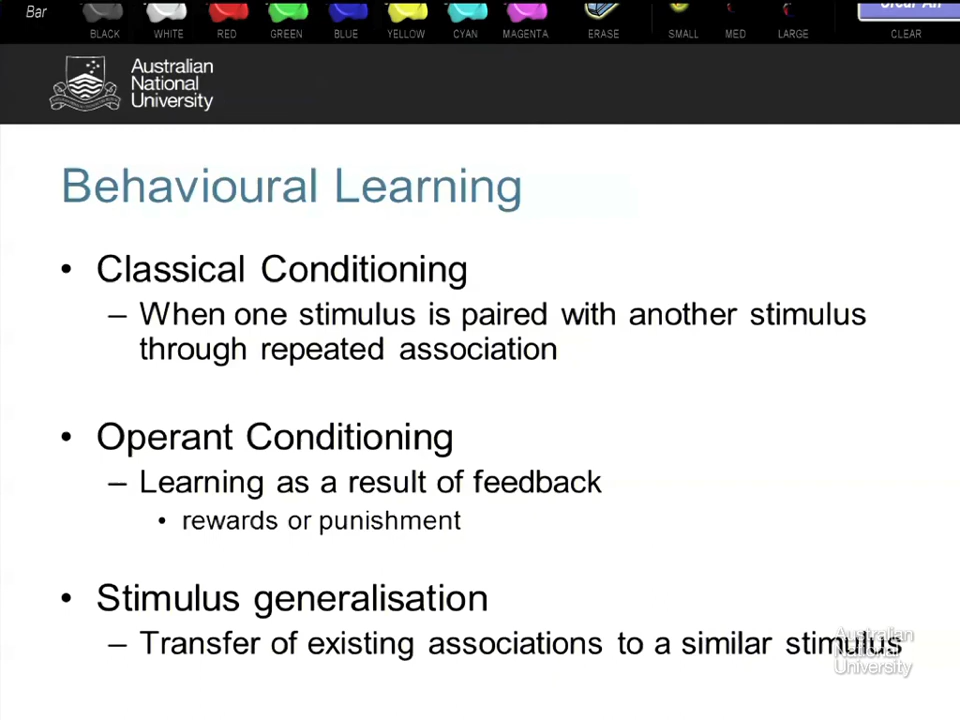 Bar
BLACK WHITE RED GREEN BLUE YELLOW CYAN MAGENTA ERASE SMALL MED LARGE CLEAR
Australian
National
University
Behavioural Learning
• Classical Conditioning
– When one stimulus is paired with another stimulus
through repeated association
• Operant Conditioning
– Learning as a result of feedback
• rewards or punishment
• Stimulus generalisation
– Transfer of existing associations to a similar stimulus
Australian
National
University